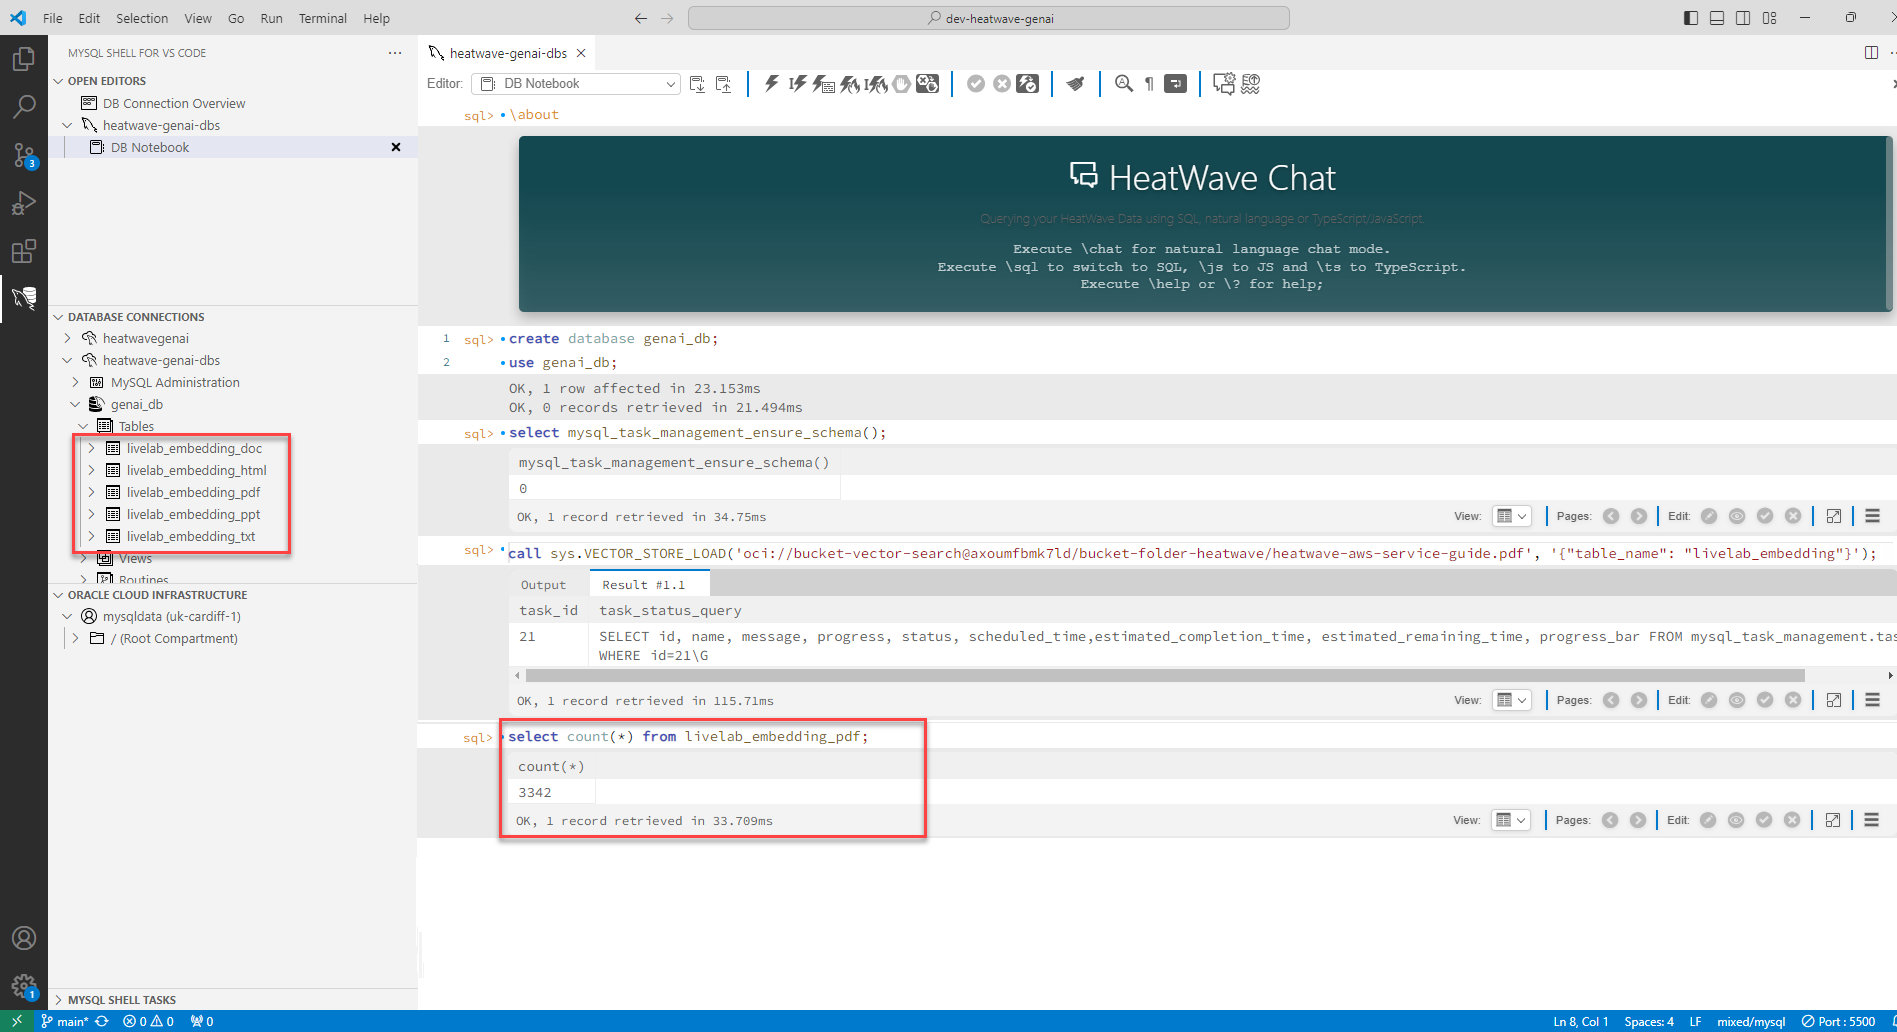 File Edit Selection View Go Run Terminal Help
dev-heatwave-genai
MYSQL SHELL FOR VS CODE
OPEN EDITORS
DB Connection Overview
heatwave-genai-dbs
DB Notebook
DATABASE CONNECTIONS
heatwavegenai
heatwave-genai-dbs
MySQL Administration
genai_db
Tables
livelab_embedding_doc
livelab_embedding_html
livelab_embedding_pdf
livelab_embedding_ppt
livelab_embedding_txt
Views
Routines
ORACLE CLOUD INFRASTRUCTURE
mysqldata (uk-cardiff-1)
/ (Root Compartment)
MYSQL SHELL TASKS
3
1
heatwave-genai-dbs
Editor: DB Notebook
sql> \about
HeatWave Chat
Querying your HeatWave Data using SQL, natural language or TypeScript/JavaScript.
Execute \chat for natural language chat mode.
Execute \sql to switch to SQL, \js to JS and \ts to TypeScript.
Execute \help or \? for help;
1 sql> create database genai_db;
2 use genai_db;
OK, 1 row affected in 23.153ms
OK, 0 records retrieved in 21.494ms
sql> select mysql_task_management_ensure_schema();
mysql_task_management_ensure_schema()
0
OK, 1 record retrieved in 34.75ms
View: Pages: Edit:
sql> call sys.VECTOR_STORE_LOAD('oci://bucket-vector-search@axoumfbmk7ld/bucket-folder-heatwave/heatwave-aws-service-guide.pdf', '{"table_name": "livelab_embedding"}');
Output Result #1.1
task_id task_status_query
21 SELECT id, name, message, progress, status, scheduled_time,estimated_completion_time, estimated_remaining_time, progress_bar FROM mysql_task_management.tas
WHERE id=21\G
OK, 1 record retrieved in 115.71ms
View: Pages: Edit:
sql> select count(*) from livelab_embedding_pdf;
count(*)
3342
OK, 1 record retrieved in 33.709ms
View: Pages: Edit:
main* 0 0 0
Ln 8, Col 1 Spaces: 4 LF mixed/mysql Port : 5500